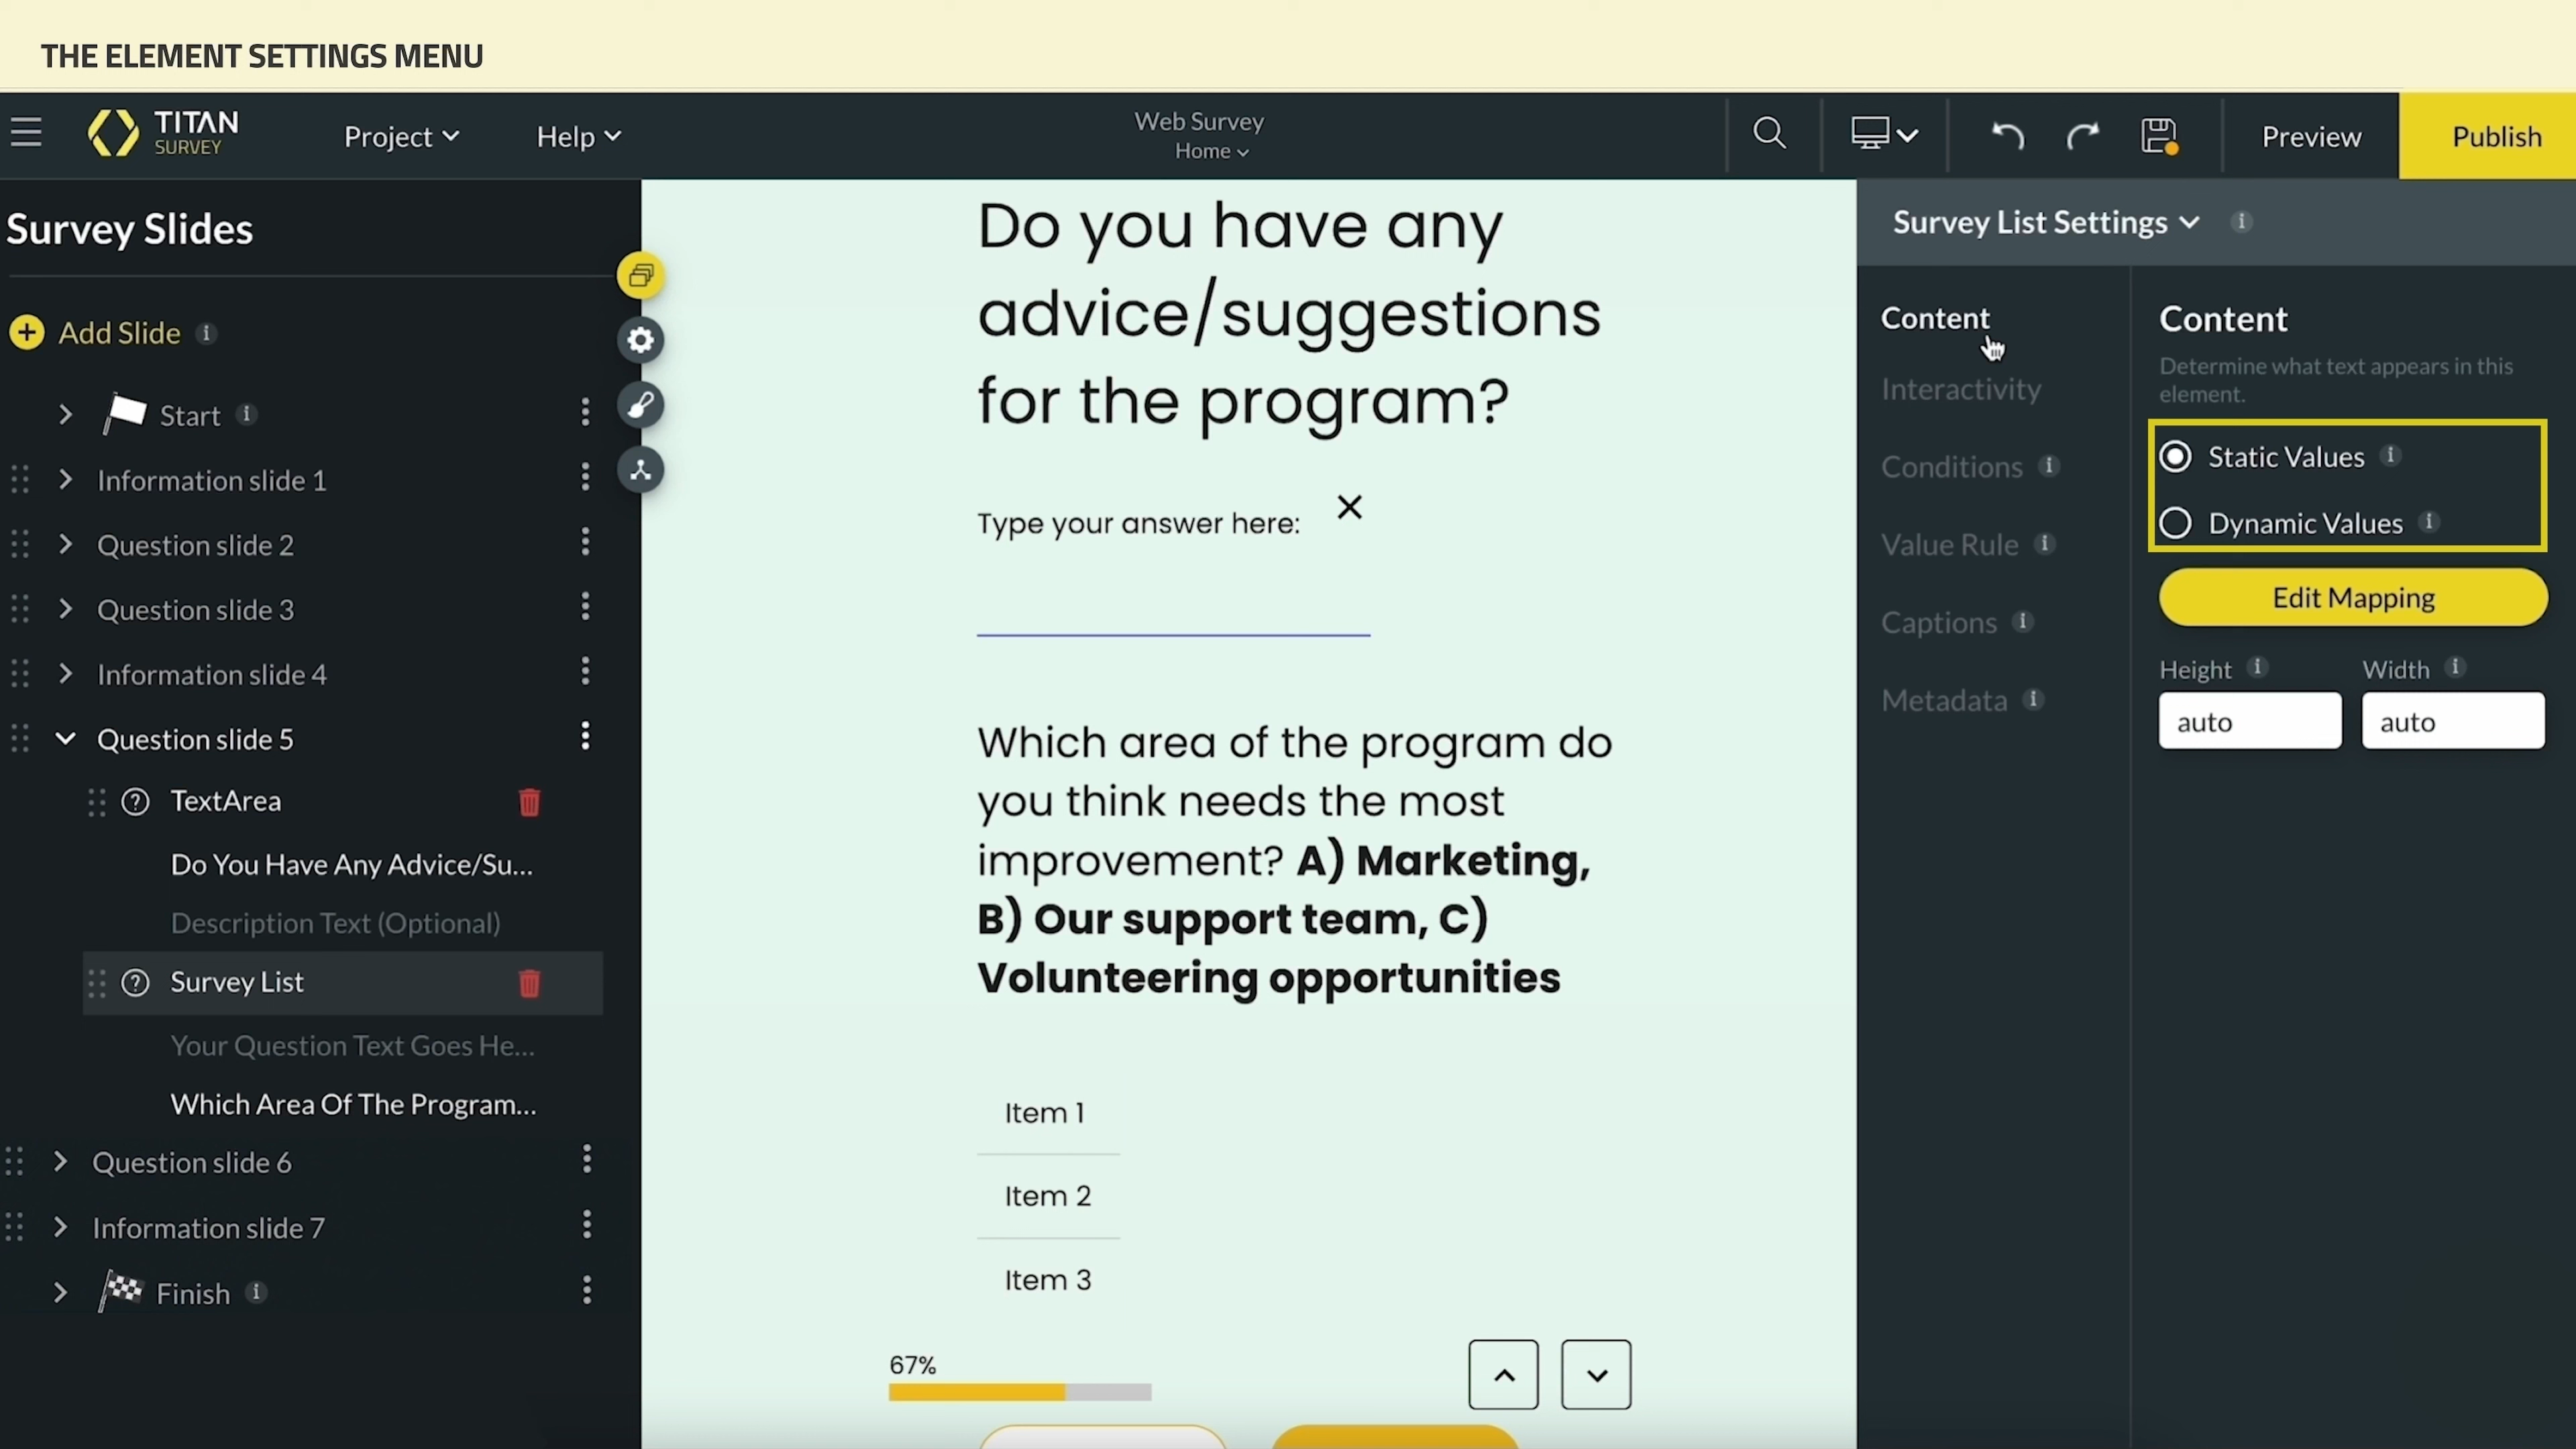 THE ELEMENT SETTINGS MENU
TITAN
SURVEY
Project
Help
Web Survey
Home
Preview
Publish
Survey Slides
Add Slide
Start
Information slide 1
Question slide 2
Question slide 3
Information slide 4
Question slide 5
TextArea
Do You Have Any Advice/Su...
Description Text (Optional)
Survey List
Your Question Text Goes He...
Which Area Of The Program...
Question slide 6
Information slide 7
Finish
Do you have any
advice/suggestions
for the program?
Type your answer here:
Which area of the program do
you think needs the most
improvement? A) Marketing,
B) Our support team, C)
Volunteering opportunities
Item 1
Item 2
Item 3
67%
Survey List Settings
Content
Interactivity
Conditions
Value Rule
Captions
Metadata
Content
Determine what text appears in this
element.
Static Values
Dynamic Values
Edit Mapping
Height
Width
auto
auto